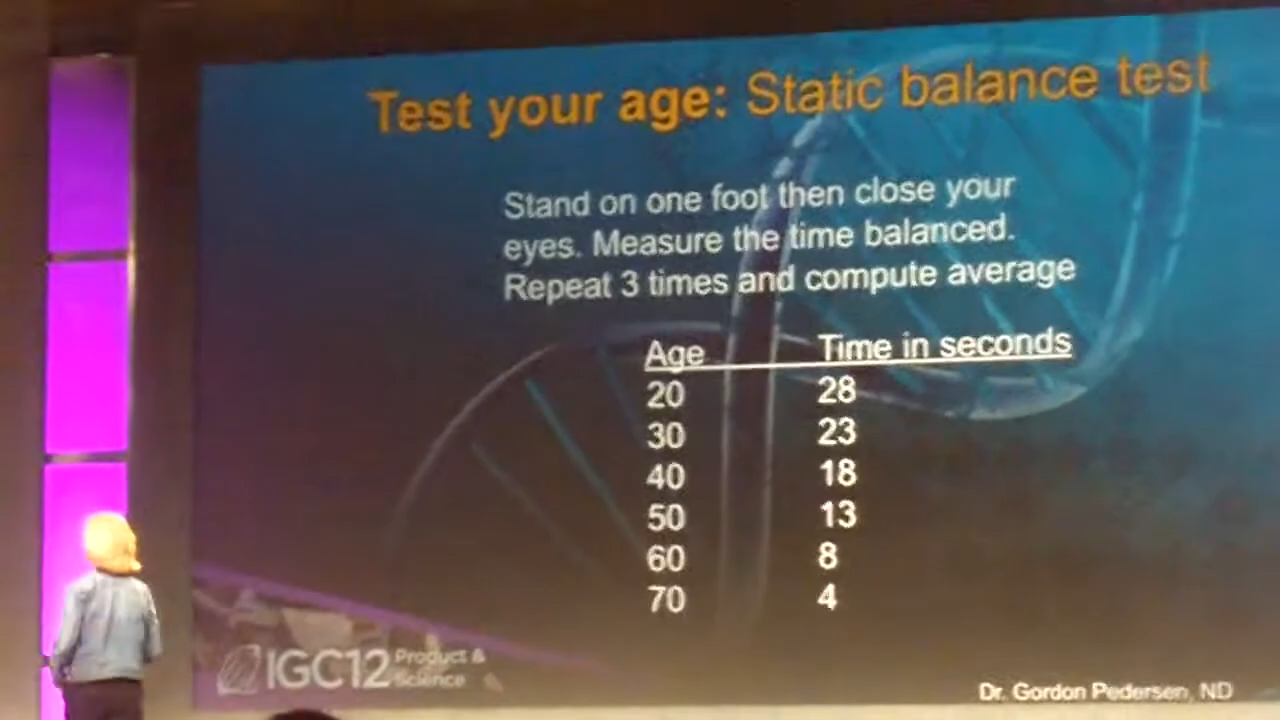 Test your age: Static balance test
Stand on one foot then close your
eyes. Measure the time balanced.
Repeat 3 times and compute average
Age Time in seconds
20 28
30 23
40 18
50 13
60 8
70 4
IGC12 Product &
Science
Dr. Gordon Pedersen, ND